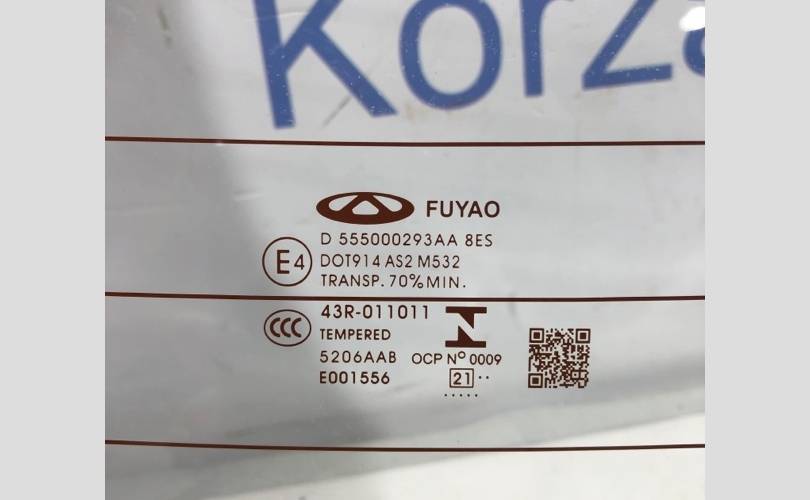 Korza
FUYAO
E4
D 555000293AA 8ES
DOT914 AS2 M532
TRANSP. 70% MIN.
CCC
43R-011011
TEMPERED
5206AAB OCP Nº 0009
E001556 21 ..
.....